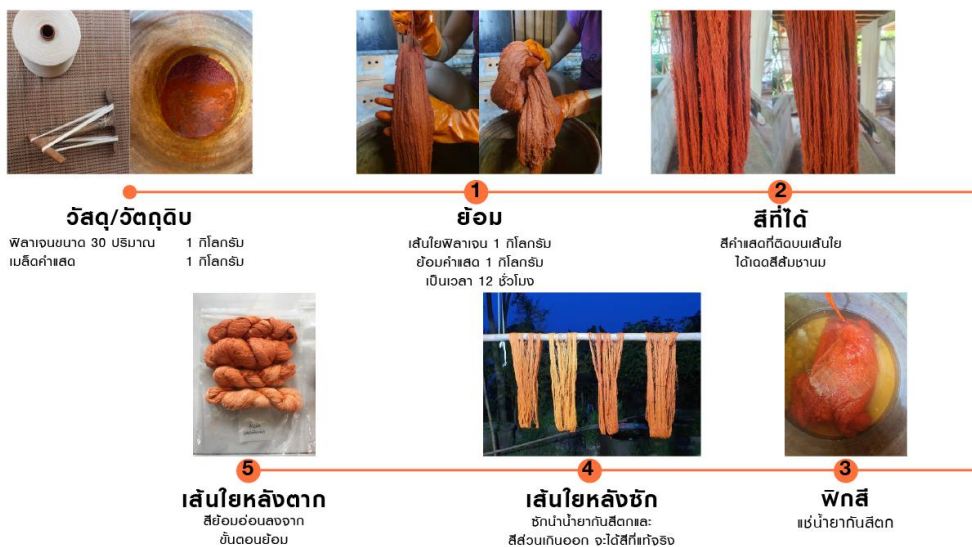 1
2
วัสดุ/วัตถุดิบ
ฟิลาเจนขนาด 30 ปริมาณ 1 กิโลกรัม
เมล็ดคำแสด 1 กิโลกรัม
ย้อม
เส้นใยฟิลาเจน 1 กิโลกรัม
ย้อมคำแสด 1 กิโลกรัม
เป็นเวลา 12 ชั่วโมง
สีที่ได้
สีคำแสดที่ติดบนเส้นใย
ได้เฉดสีส้มชานม
3
ฟิกสี
แช่น้ำยากันสีตก
4
เส้นใยหลังซัก
ซักนำน้ำยากันสีตกและ
สีส่วนเกินออก จะได้สีที่แท้จริง
5
เส้นใยหลังตาก
สีย้อมอ่อนลงจาก
ขั้นตอนย้อม